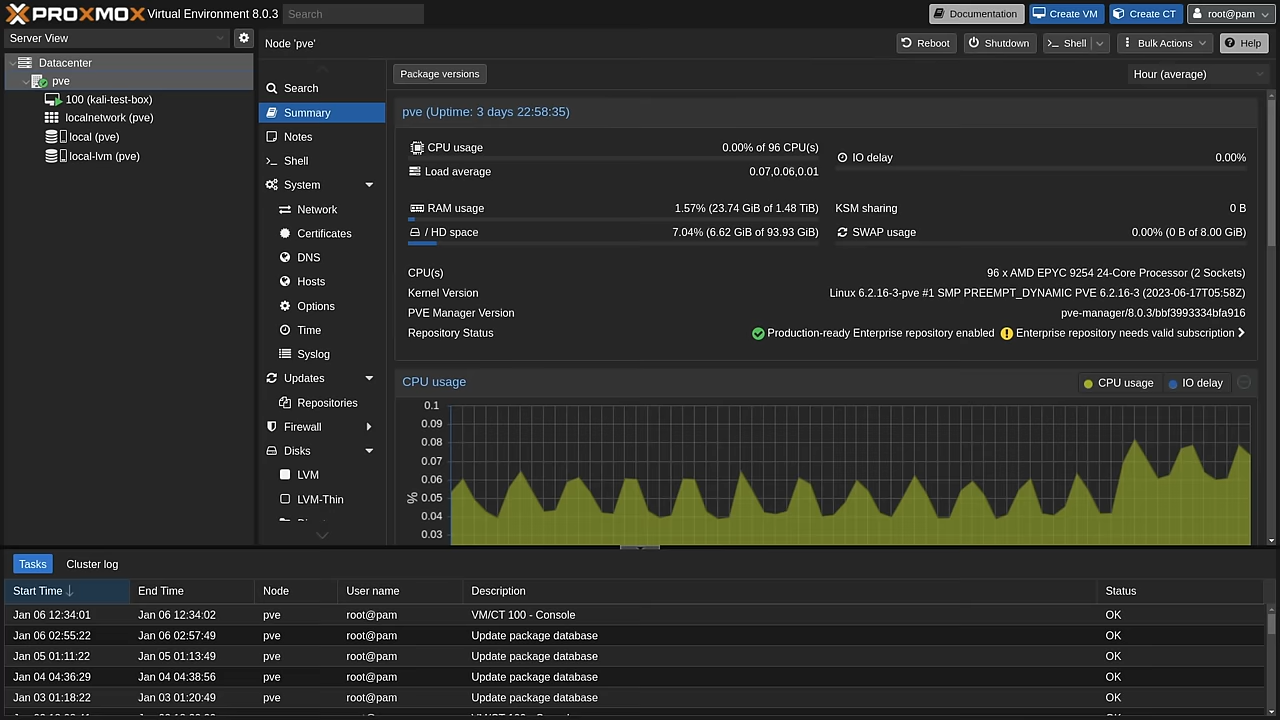 PROXMOX Virtual Environment 8.0.3 Search Documentation Create VM Create CT root@pam
Server View
Datacenter
pve
100 (kali-test-box)
localnetwork (pve)
local (pve)
local-lvm (pve)
Node 'pve' Reboot Shutdown Shell Bulk Actions Help
Search
Summary
Notes
Shell
System
Network
Certificates
DNS
Hosts
Options
Time
Syslog
Updates
Repositories
Firewall
Disks
LVM
LVM-Thin
Package versions Hour (average)
pve (Uptime: 3 days 22:58:35)
CPU usage 0.00% of 96 CPU(s)
IO delay 0.00%
Load average 0.07,0.06,0.01
RAM usage 1.57% (23.74 GiB of 1.48 TiB)
KSM sharing 0 B
/ HD space 7.04% (6.62 GiB of 93.93 GiB)
SWAP usage 0.00% (0 B of 8.00 GiB)
CPU(s) 96 x AMD EPYC 9254 24-Core Processor (2 Sockets)
Kernel Version Linux 6.2.16-3-pve #1 SMP PREEMPT_DYNAMIC PVE 6.2.16-3 (2023-06-17T05:58Z)
PVE Manager Version pve-manager/8.0.3/bbf3993334bfa916
Repository Status Production-ready Enterprise repository enabled Enterprise repository needs valid subscription
CPU usage CPU usage IO delay
0.1
0.09
0.08
0.07
0.06
0.05
0.04
0.03
%
Tasks Cluster log
Start Time End Time Node User name Description Status
Jan 06 12:34:01 Jan 06 12:34:02 pve root@pam VM/CT 100 - Console OK
Jan 06 02:55:22 Jan 06 02:57:49 pve root@pam Update package database OK
Jan 05 01:11:22 Jan 05 01:13:49 pve root@pam Update package database OK
Jan 04 04:36:29 Jan 04 04:38:56 pve root@pam Update package database OK
Jan 03 01:18:22 Jan 03 01:20:49 pve root@pam Update package database OK